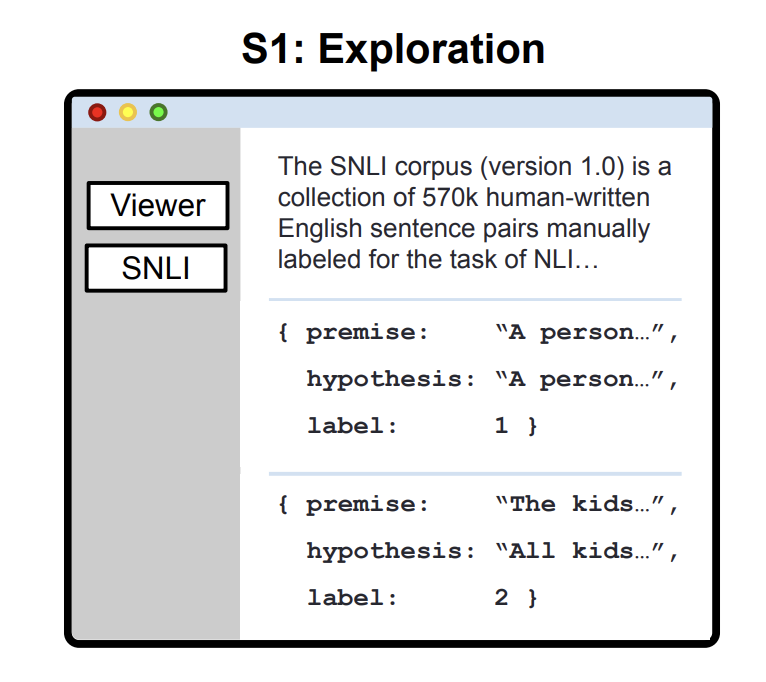 S1: Exploration
Viewer
SNLI
The SNLI corpus (version 1.0) is a
collection of 570k human-written
English sentence pairs manually
labeled for the task of NLI…
{ premise: “A person…”,
hypothesis: “A person…”,
label: 1 }
{ premise: “The kids…”,
hypothesis: “All kids…”,
label: 2 }